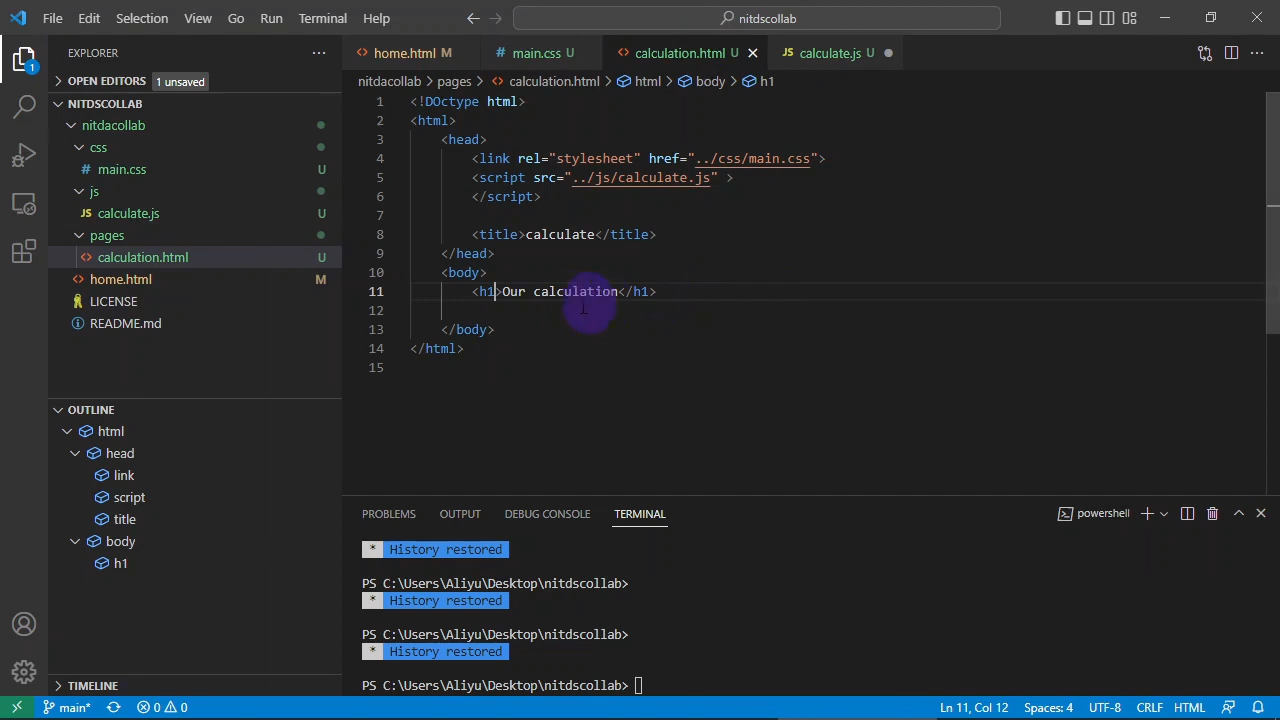 File Edit Selection View Go Run Terminal Help
nitdscollab
EXPLORER
OPEN EDITORS 1 unsaved
NITDSCOLLAB
nitdacollab
css
# main.css U
js
JS calculate.js U
pages
<> calculation.html U
<> home.html M
LICENSE
README.md
OUTLINE
html
head
link
script
title
body
h1
TIMELINE
1
<> home.html M
# main.css U
<> calculation.html U
JS calculate.js U
nitdacollab > pages > <> calculation.html > html > body > h1
1 <!DOctype html>
2 <html>
3 <head>
4 <link rel="stylesheet" href="../css/main.css">
5 <script src="../js/calculate.js" >
6 </script>
7
8 <title>calculate</title>
9 </head>
10 <body>
11 <h1>Our calculation</h1>
12
13 </body>
14 </html>
15
PROBLEMS OUTPUT DEBUG CONSOLE TERMINAL
powershell
* History restored
PS C:\Users\Aliyu\Desktop\nitdscollab>
* History restored
PS C:\Users\Aliyu\Desktop\nitdscollab>
* History restored
PS C:\Users\Aliyu\Desktop\nitdscollab>
main* 0 0
Ln 11, Col 12 Spaces: 4 UTF-8 CRLF HTML